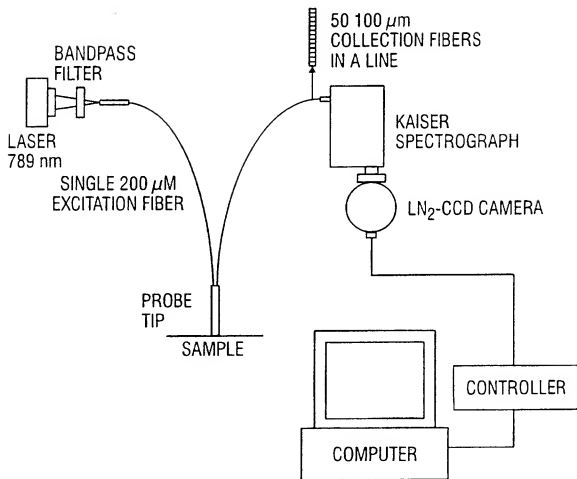 50 100 μm
COLLECTION FIBERS
IN A LINE
BANDPASS
FILTER
LASER
789 nm
KAISER
SPECTROGRAPH
SINGLE 200 μM
EXCITATION FIBER
LN₂-CCD CAMERA
PROBE
TIP
SAMPLE
CONTROLLER
COMPUTER